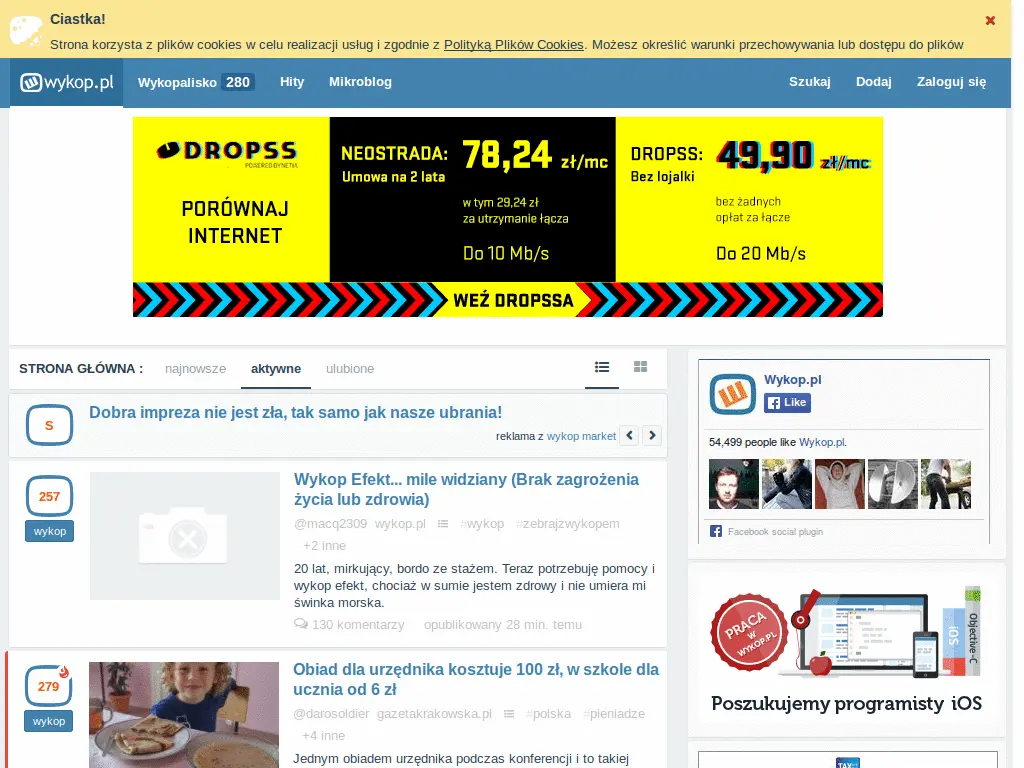 Ciastka!
Strona korzysta z plików cookies w celu realizacji usług i zgodnie z Polityką Plików Cookies. Możesz określić warunki przechowywania lub dostępu do plików
wykop.pl
Wykopalisko 280
Hity
Mikroblog
Szukaj
Dodaj
Zaloguj się
DROPSS
POWERED BY NETIA
PORÓWNAJ
INTERNET
NEOSTRADA: 78,24 zł/mc
Umowa na 2 lata
w tym 29,24 zł
za utrzymanie łącza
Do 10 Mb/s
DROPSS: 49,90 zł/mc
Bez lojalki
bez żadnych
opłat za łącze
Do 20 Mb/s
WEŹ DROPSSA
STRONA GŁÓWNA :
najnowsze
aktywne
ulubione
S
Dobra impreza nie jest zła, tak samo jak nasze ubrania!
reklama z wykop market
257
wykop
Wykop Efekt... mile widziany (Brak zagrożenia
życia lub zdrowia)
@macq2309 wykop.pl #wykop #zebrajzwykopem
+2 inne
20 lat, mirkujący, bordo ze stażem. Teraz potrzebuję pomocy i
wykop efekt, chociaż w sumie jestem zdrowy i nie umiera mi
świnka morska.
130 komentarzy opublikowany 28 min. temu
279
wykop
Obiad dla urzędnika kosztuje 100 zł, w szkole dla
ucznia od 6 zł
@darosoldier gazetakrakowska.pl #polska #pieniadze
+4 inne
Jednym obiadem urzędnika podczas konferencji i to takiej
Wykop.pl
Like
54,499 people like Wykop.pl.
Facebook social plugin
PRACA
W
WYKOP.PL
iOS
Objective-C
Poszukujemy programisty iOS
TAX